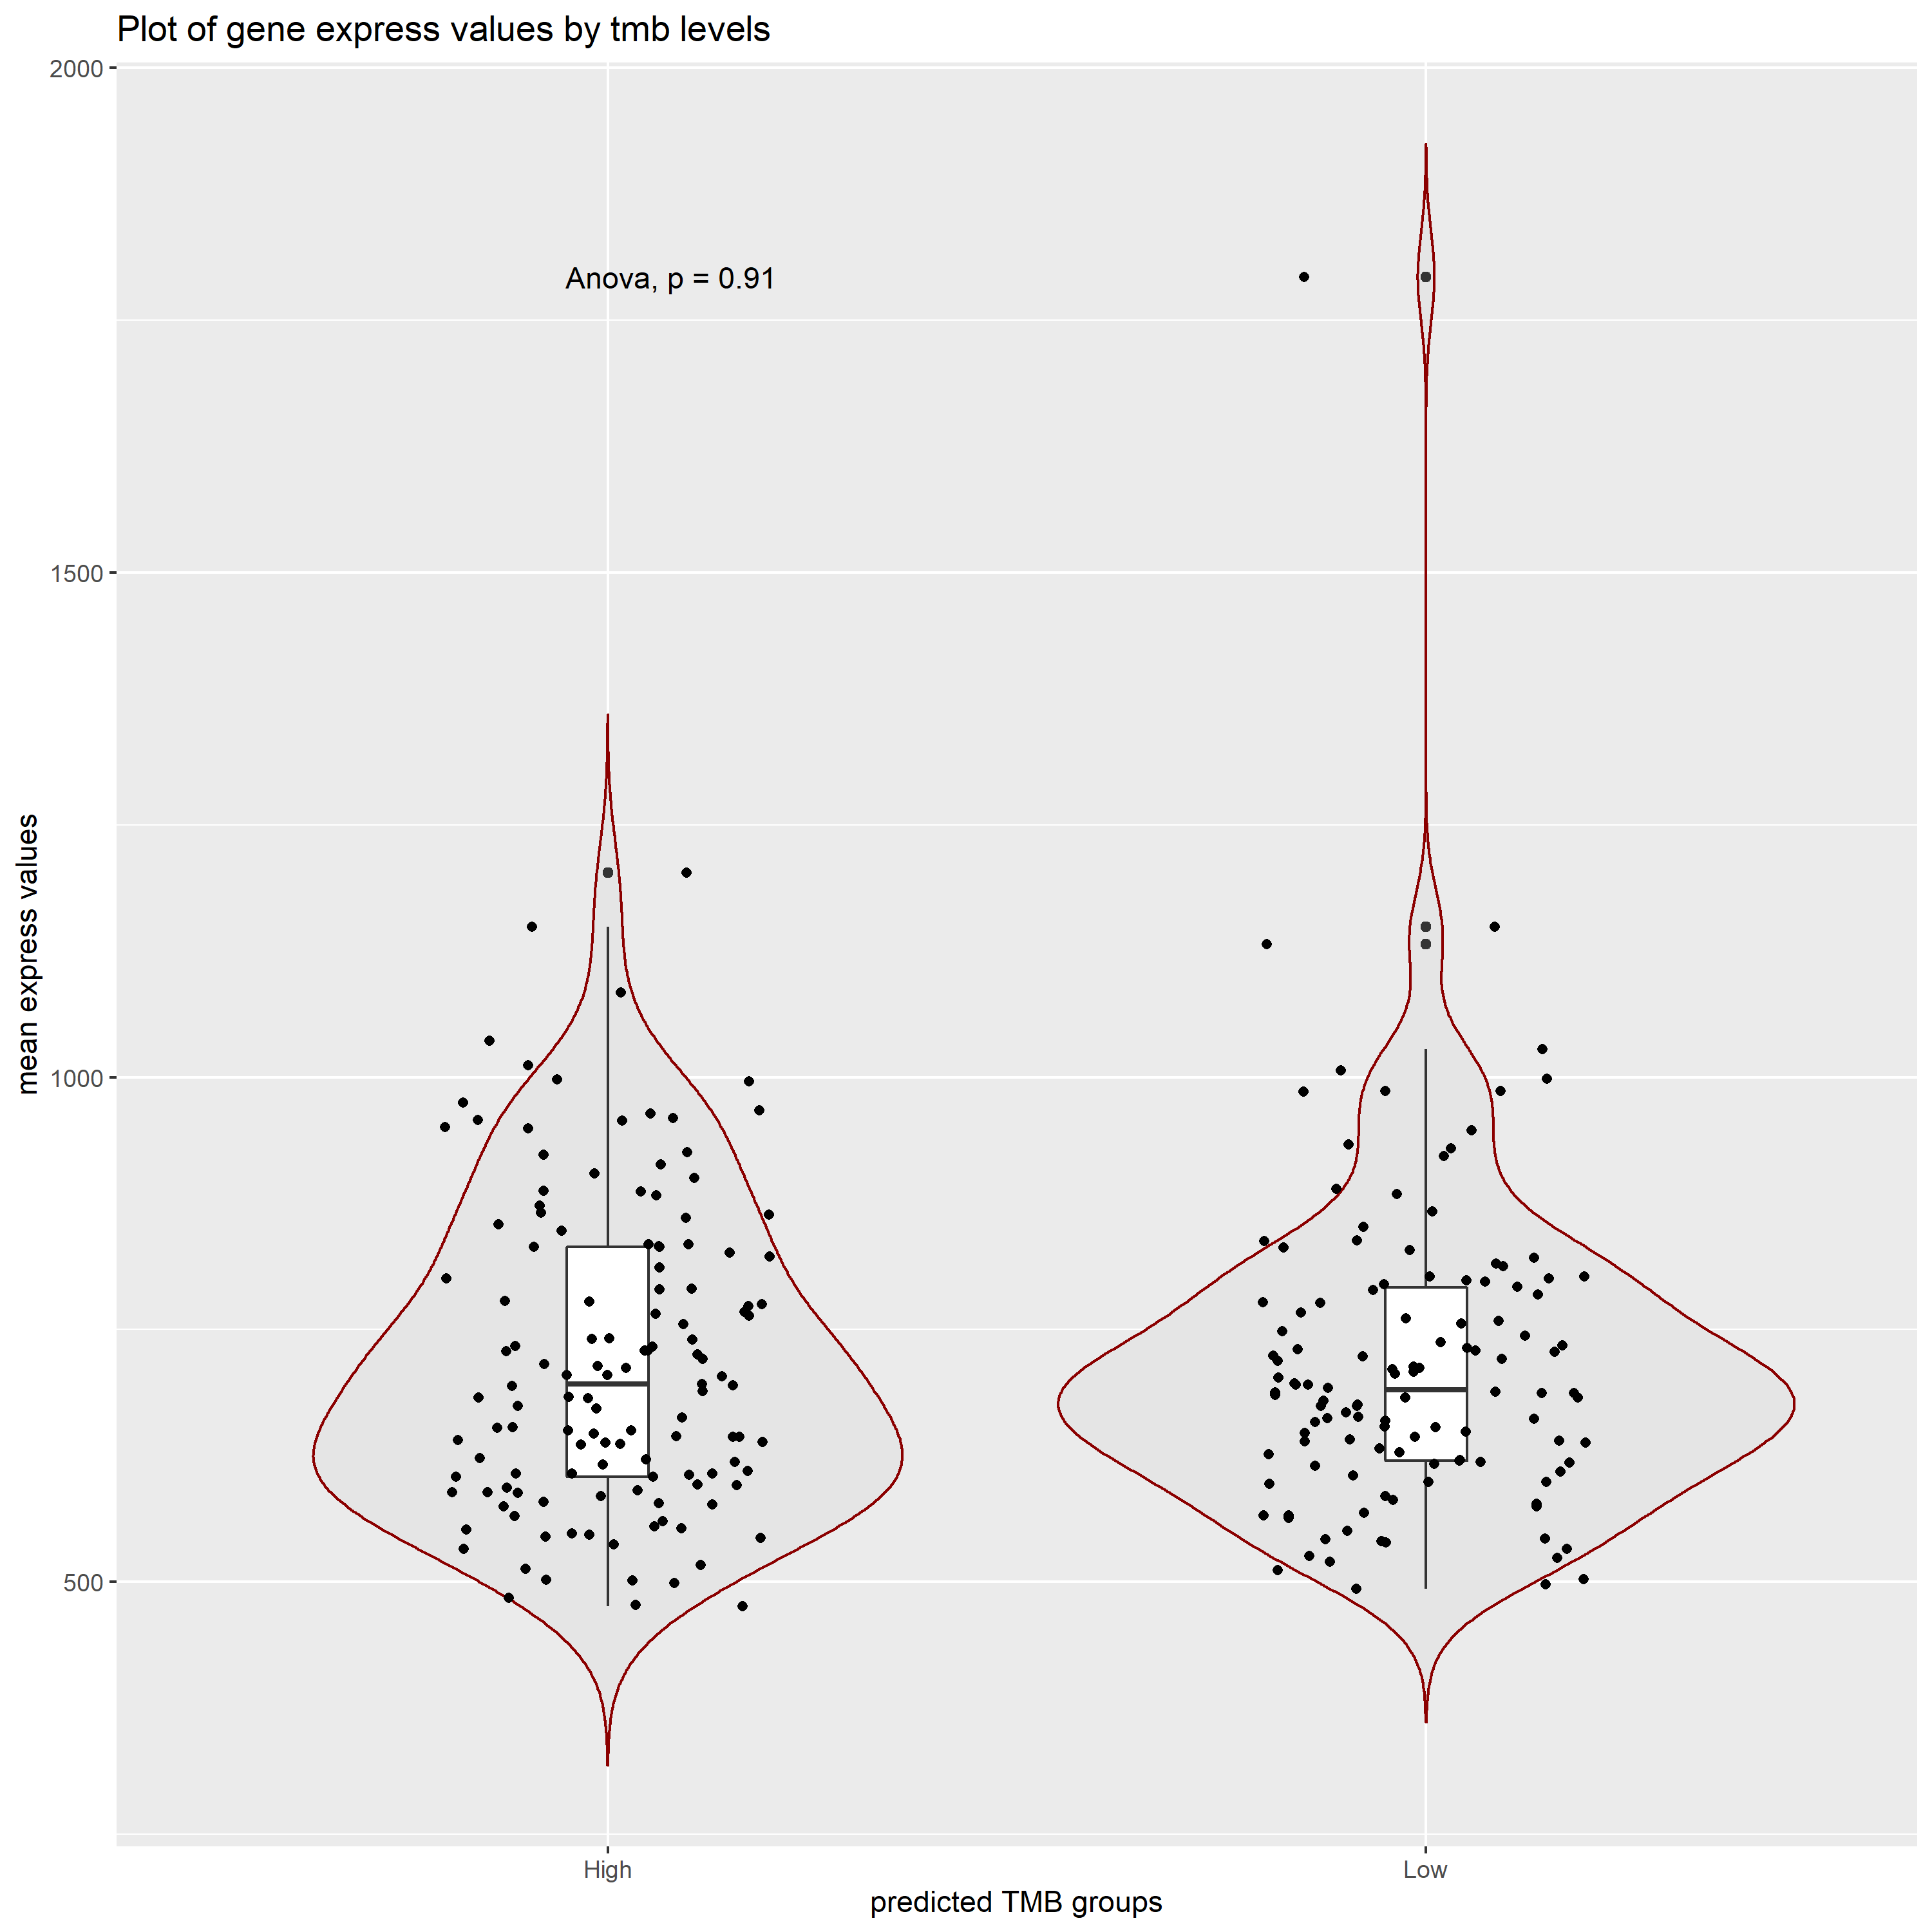 Plot of gene express values by tmb levels
2000
Anova, p = 0.91
1500
mean express values
1000
500
High
Low
predicted TMB groups